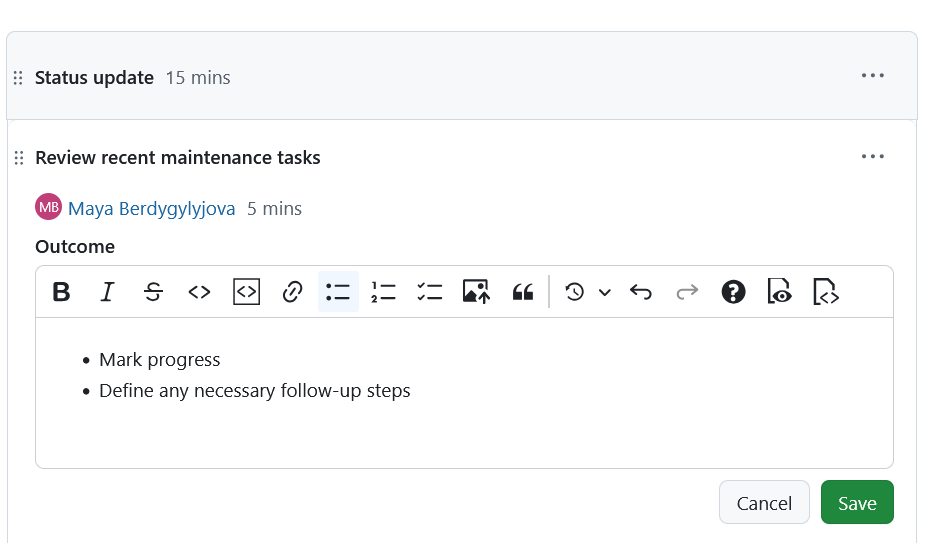 Status update 15 mins
Review recent maintenance tasks
MB Maya Berdygylyjova 5 mins
Outcome
Mark progress
Define any necessary follow-up steps
Cancel Save